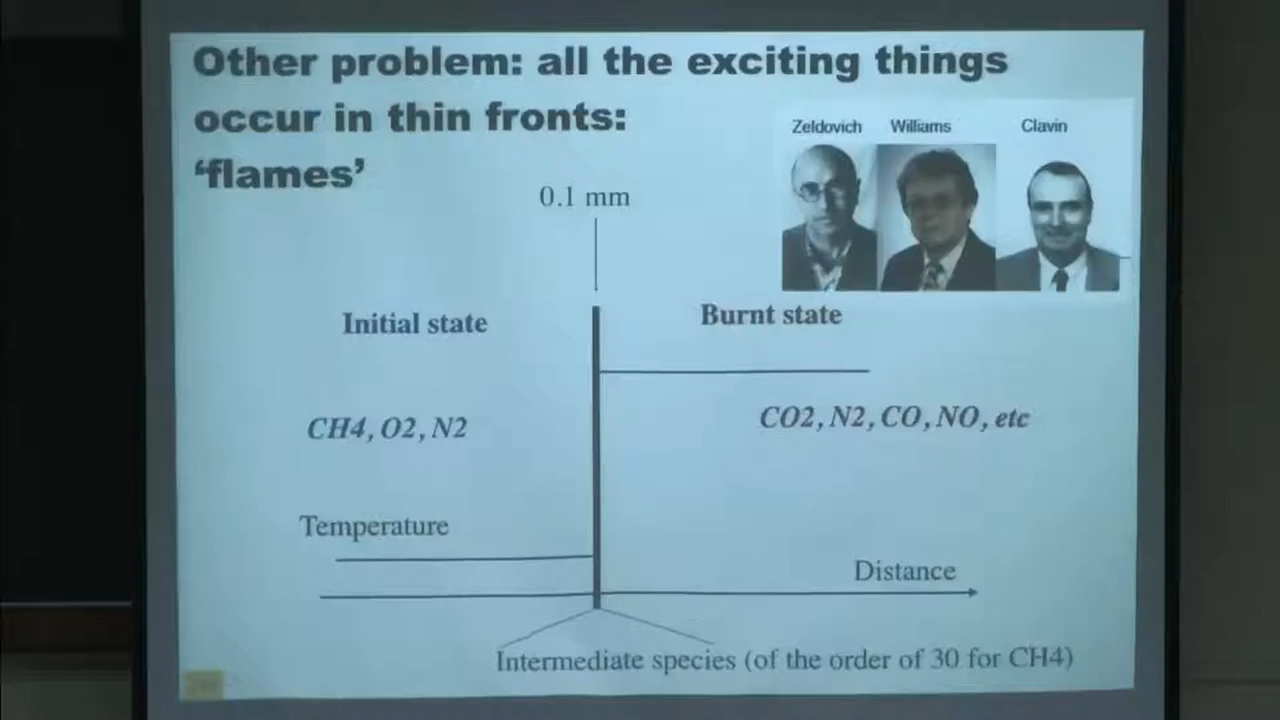 Other problem: all the exciting things
occur in thin fronts:
‘flames’
Zeldovich Williams Clavin
0.1 mm
Initial state
Burnt state
CH4, O2, N2
CO2, N2, CO, NO, etc
Temperature
Distance
Intermediate species (of the order of 30 for CH4)